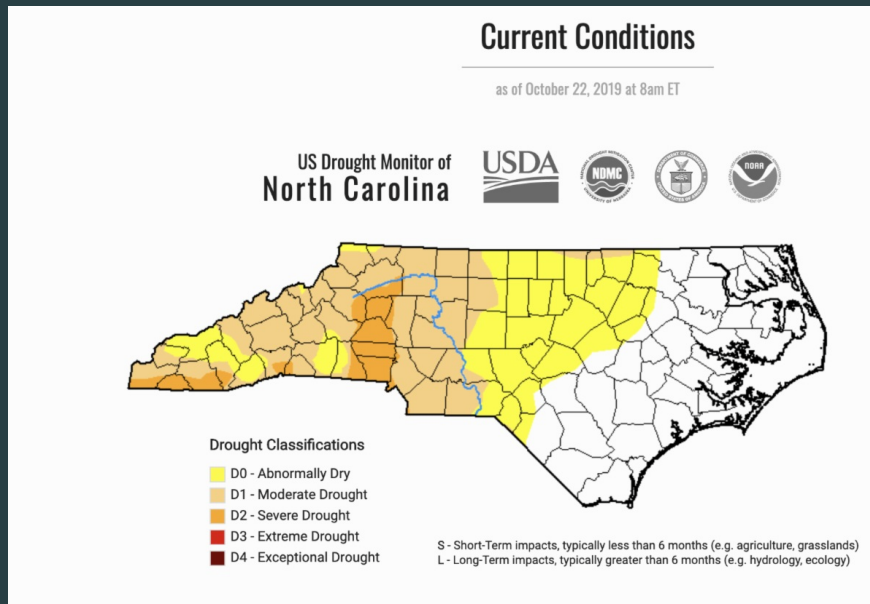 Current Conditions
as of October 22, 2019 at 8am ET
US Drought Monitor of
North Carolina
USDA
NDMC
NOAA
Drought Classifications
D0 - Abnormally Dry
D1 - Moderate Drought
D2 - Severe Drought
D3 - Extreme Drought
D4 - Exceptional Drought
S - Short-Term impacts, typically less than 6 months (e.g. agriculture, grasslands)
L - Long-Term impacts, typically greater than 6 months (e.g. hydrology, ecology)